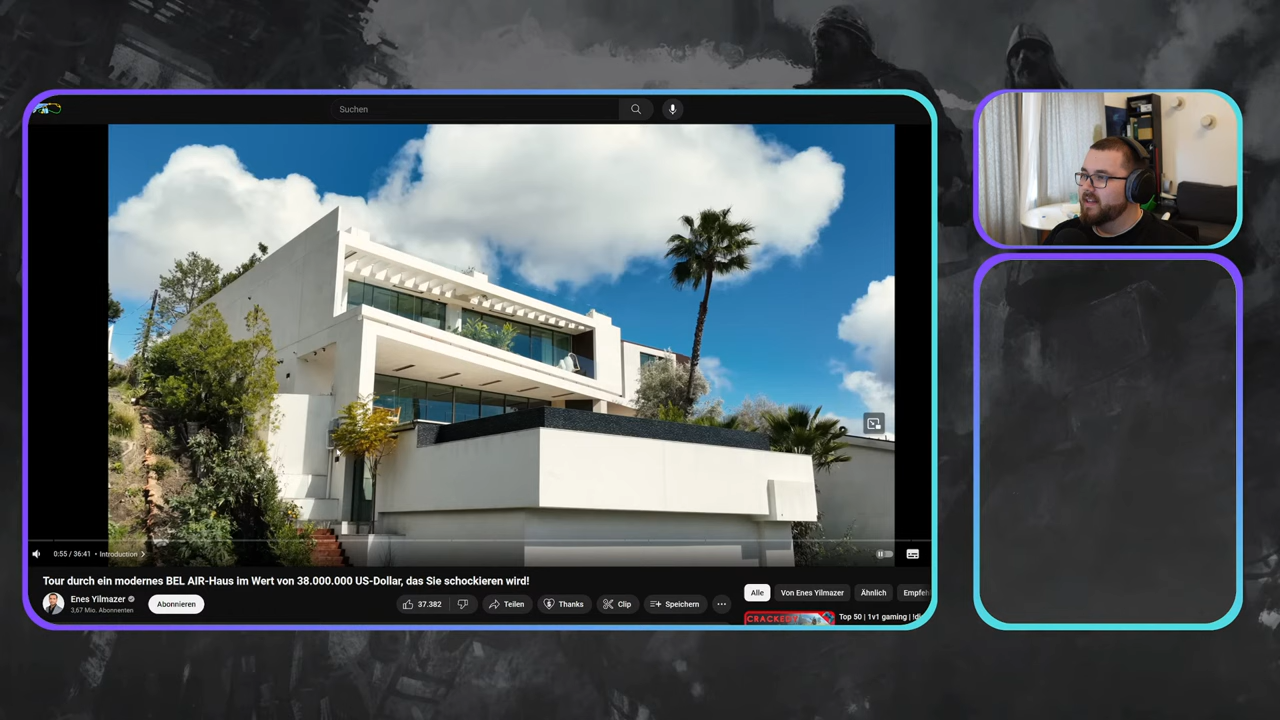 Suchen
0:55 / 36:41 • Introduction
Tour durch ein modernes BEL AIR-Haus im Wert von 38.000.000 US-Dollar, das Sie schockieren wird!
Enes Yilmazer
3,67 Mio. Abonnenten
Abonnieren
37.382
Teilen
Thanks
Clip
Speichern
Alle
Von Enes Yilmazer
Ähnlich
CRACKED
Top 50 | 1v1 gaming |